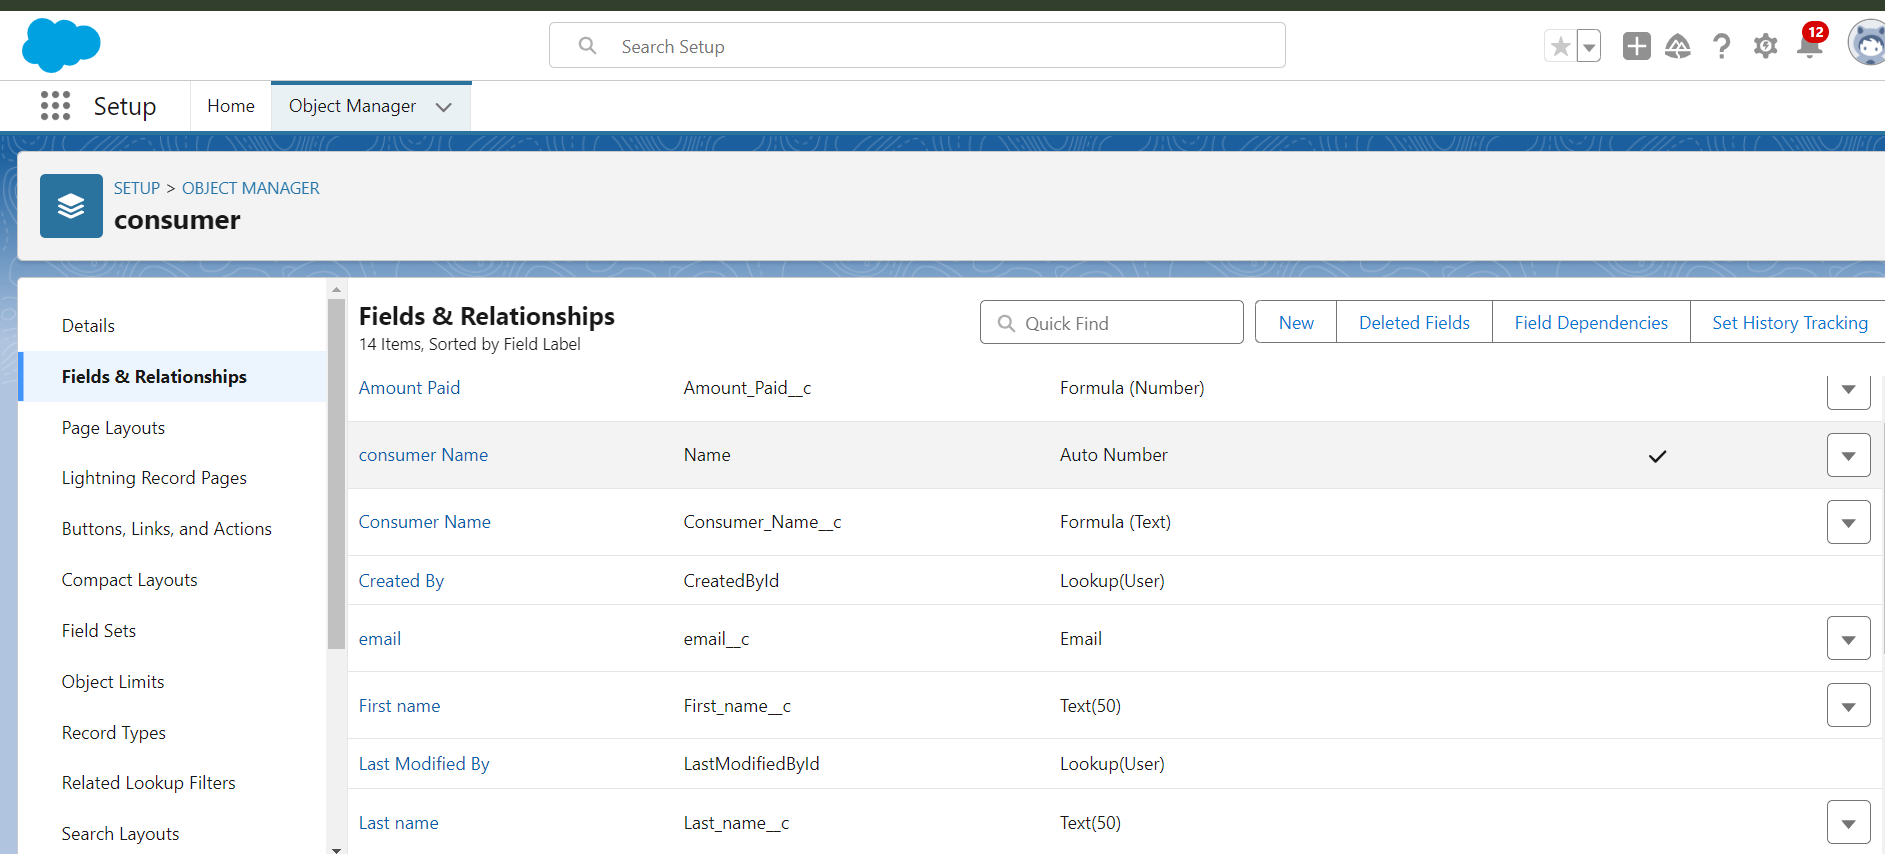 Search Setup
12
Setup
Home
Object Manager
SETUP > OBJECT MANAGER
consumer
Details
Fields & Relationships
Page Layouts
Lightning Record Pages
Buttons, Links, and Actions
Compact Layouts
Field Sets
Object Limits
Record Types
Related Lookup Filters
Search Layouts
Fields & Relationships
14 Items, Sorted by Field Label
Quick Find
New
Deleted Fields
Field Dependencies
Set History Tracking
Amount Paid Amount_Paid__c Formula (Number)
consumer Name Name Auto Number
Consumer Name Consumer_Name__c Formula (Text)
Created By CreatedById Lookup(User)
email email__c Email
First name First_name__c Text(50)
Last Modified By LastModifiedById Lookup(User)
Last name Last_name__c Text(50)